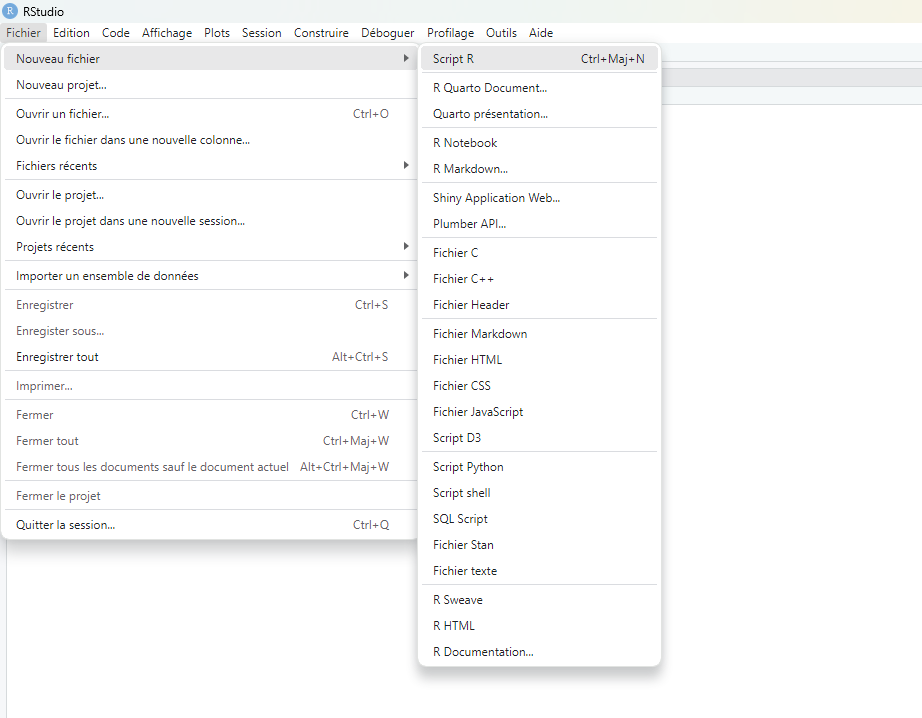 R RStudio
Fichier Edition Code Affichage Plots Session Construire Déboguer Profilage Outils Aide
Nouveau fichier
Nouveau projet...
Ouvrir un fichier... Ctrl+O
Ouvrir le fichier dans une nouvelle colonne...
Fichiers récents
Ouvrir le projet...
Ouvrir le projet dans une nouvelle session...
Projets récents
Importer un ensemble de données
Enregistrer Ctrl+S
Enregister sous...
Enregistrer tout Alt+Ctrl+S
Imprimer...
Fermer Ctrl+W
Fermer tout Ctrl+Maj+W
Fermer tous les documents sauf le document actuel Alt+Ctrl+Maj+W
Fermer le projet
Quitter la session... Ctrl+Q
Script R Ctrl+Maj+N
R Quarto Document...
Quarto présentation...
R Notebook
R Markdown...
Shiny Application Web...
Plumber API...
Fichier C
Fichier C++
Fichier Header
Fichier Markdown
Fichier HTML
Fichier CSS
Fichier JavaScript
Script D3
Script Python
Script shell
SQL Script
Fichier Stan
Fichier texte
R Sweave
R HTML
R Documentation...